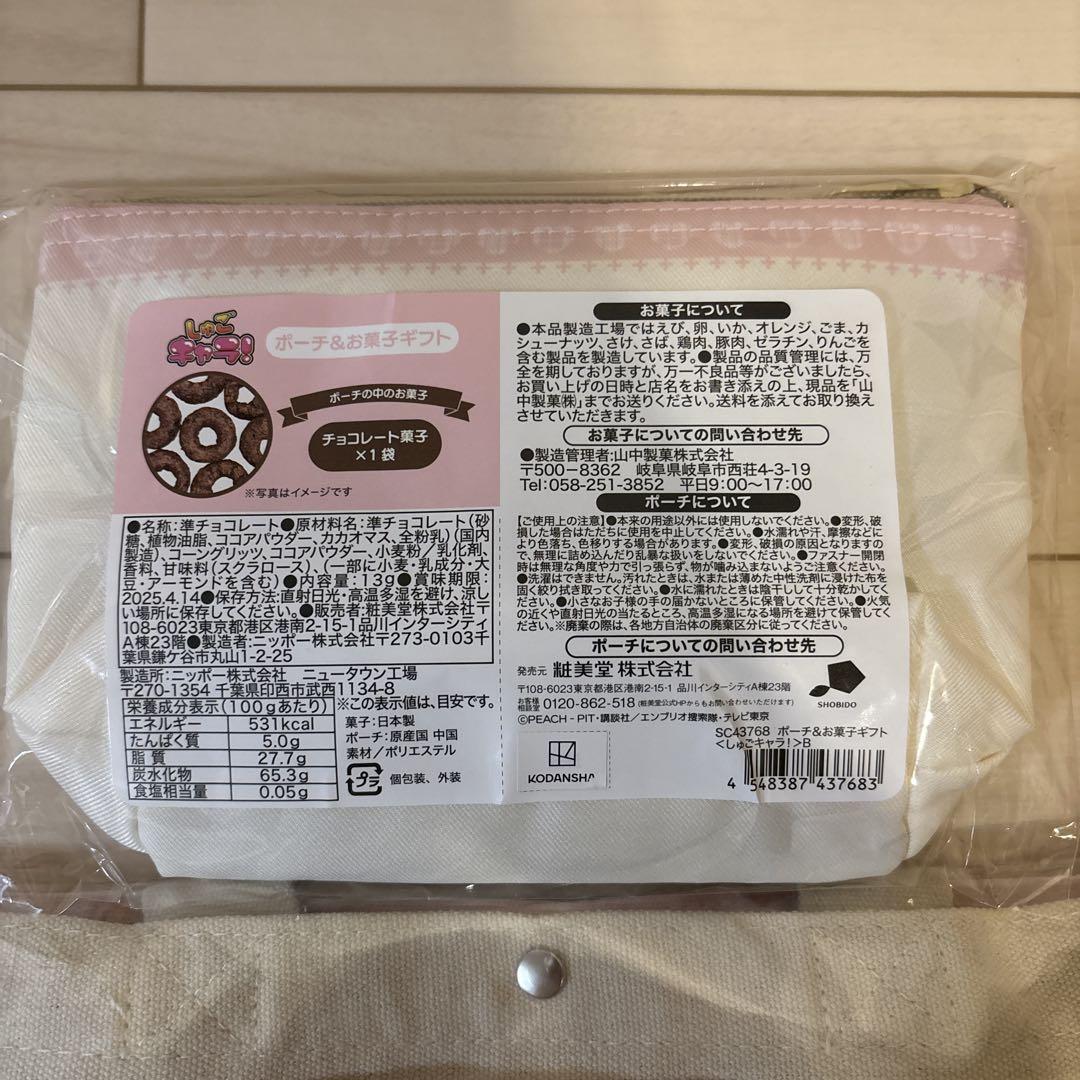 しゅごキャラ!
ポーチ&お菓子ギフト
ポーチの中のお菓子
チョコレート菓子
×1袋
※写真はイメージです
●名称:準チョコレート●原材料名:準チョコレート(砂
糖、植物油脂、ココアパウダー、カカオマス、全粉乳)(国内
製造)、コーングリッツ、ココアパウダー、小麦粉/乳化剤、
香料、甘味料(スクラロース)、(一部に小麦・乳成分・大
豆・アーモンドを含む)●内容量:13g●賞味期限:
2025.4.14●保存方法:直射日光・高温多湿を避け、涼し
い場所に保存してください。●販売者:粧美堂株式会社〒
108-6023東京都港区港南2-15-1品川インターシティ
A棟23階●製造者:ニッポー株式会社〒273-0103千
葉県鎌ケ谷市丸山1-2-25
製造所:ニッポー株式会社 ニュータウン工場
〒270-1354 千葉県印西市武西1134-8
栄養成分表示(100gあたり)
※この表示値は、目安です。
エネルギー 531kcal
たんぱく質 5.0g
脂質 27.7g
炭水化物 65.3g
食塩相当量 0.05g
菓子:日本製
ポーチ:原産国 中国
素材/ポリエステル
プラ 個包装、外装
お菓子について
●本品製造工場ではえび、卵、いか、オレンジ、ごま、カ
シューナッツ、さけ、さば、鶏肉、豚肉、ゼラチン、りんごを
含む製品を製造しています。●製品の品質管理には、万
全を期しておりますが、万一不良品等がございましたら、
お買い上げの日時と店名をお書き添えの上、現品を「山
中製菓㈱」までお送りください。送料を添えてお取り換え
させていただきます。
お菓子についての問い合わせ先
●製造管理者:山中製菓株式会社
〒500-8362 岐阜県岐阜市西荘4-3-19
Tel:058-251-3852 平日9:00~17:00
ポーチについて
【ご使用上の注意】●本来の用途以外には使用しないでください。●変形、破
損した場合はただちに使用を中止してください。●水濡れや汗、摩擦などに
より色落ち、色移りする場合があります。●変形、破損の原因となりますの
で、無理に詰め込んだり乱暴な扱いをしないでください。●ファスナー開閉
時は無理な角度や力で引っ張らず、物が噛み込まないようご注意ください。
●洗濯はできません。汚れたときは、水または薄めた中性洗剤に浸けた布を
固く絞り拭き取ってください。●水に濡れたときは陰干しして十分乾かしてく
ださい。●小さなお子様の手の届かないところに保管してください。●火気
の近くや直射日光の当たるところ、高温多湿になる場所を避けて保管してく
ださい。※廃棄の際は、各地方自治体の廃棄区分に従ってください。
ポーチについての問い合わせ先
発売元 粧美堂 株式会社
〒108-6023 東京都港区港南2-15-1 品川インターシティA棟23階
お客様相談室 0120-862-518 (粧美堂公式HPからもお問い合わせいただけます)
SHOBIDO
©PEACH-PIT・講談社/エンブリオ捜索隊・テレビ東京
KODANSHA
SC43768 ポーチ&お菓子ギフト
<しゅごキャラ!>B
4 548387 437683